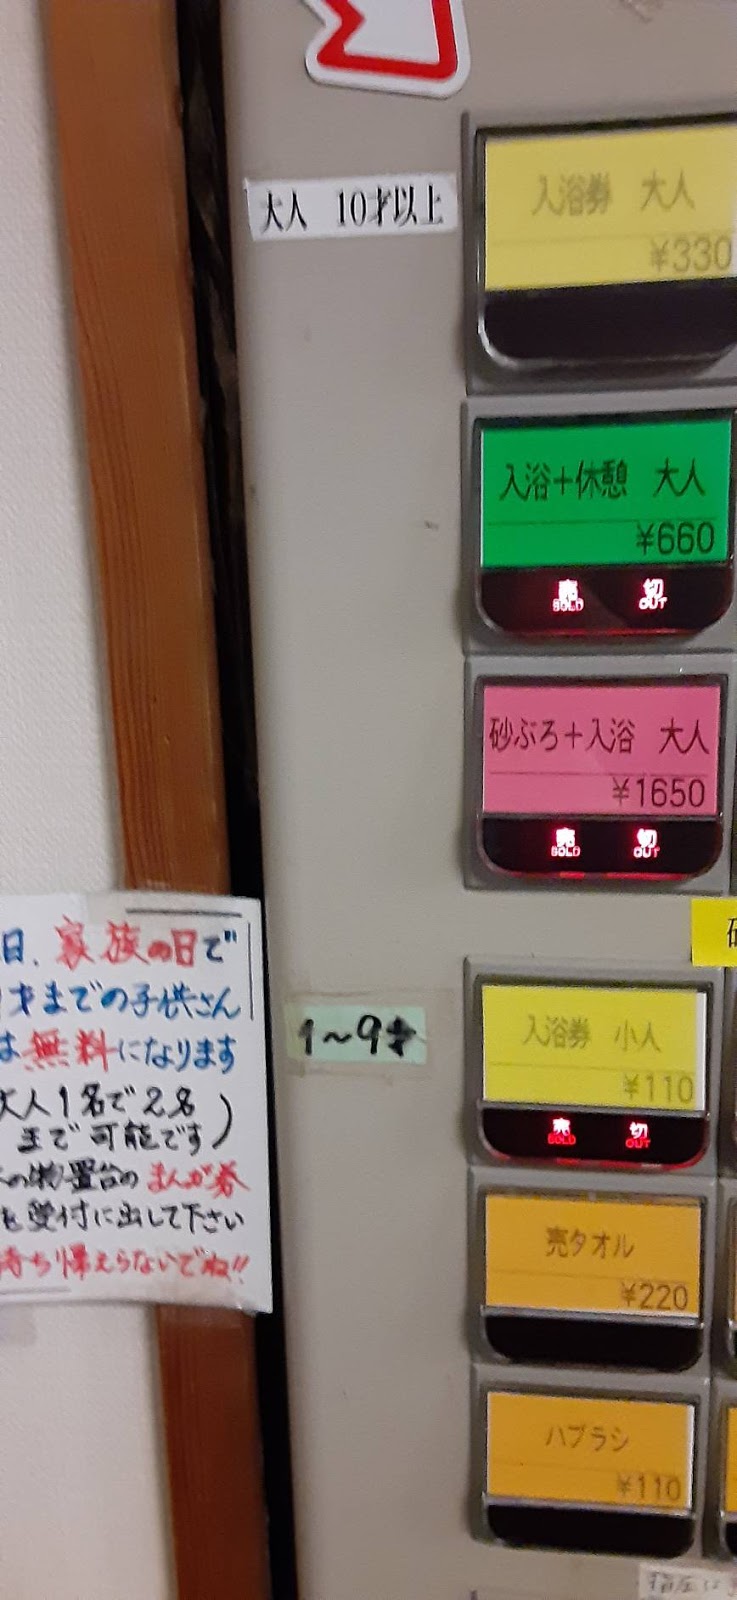 大人 10才以上
入浴券 大人
¥330
入浴+休憩 大人
¥660
売 切
SOLD OUT
砂ぶろ+入浴 大人
¥1650
売 切
SOLD OUT
1~9才
入浴券 小人
¥110
売 切
SOLD OUT
売タオル
¥220
ハブラシ
¥110
日、家族の日で
才までの子供さん
は無料になります
大人1名で2名
まで可能です)
の物置台のまんが券
を受付に出して下さい
持ち帰えらないでね!!